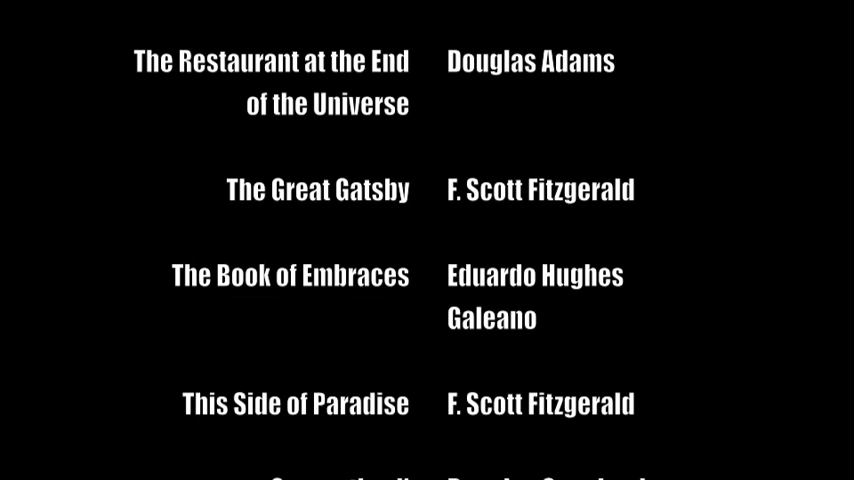 The Restaurant at the End Douglas Adams
of the Universe
The Great Gatsby F. Scott Fitzgerald
The Book of Embraces Eduardo Hughes
Galeano
This Side of Paradise F. Scott Fitzgerald